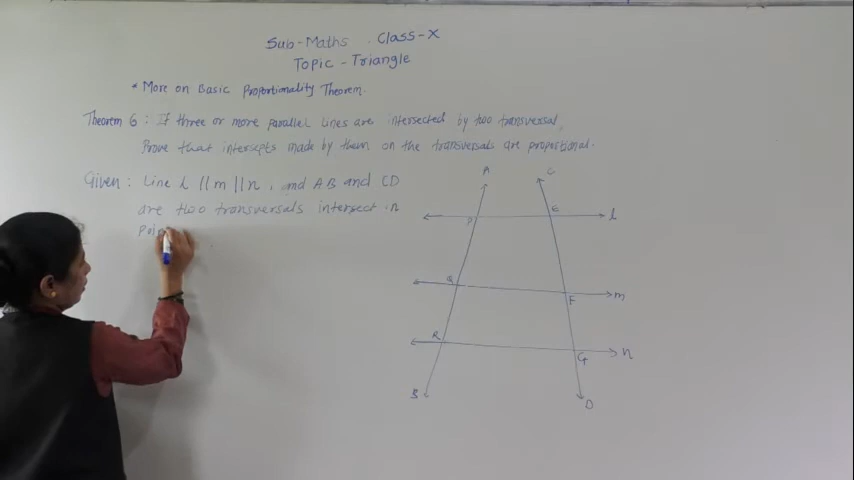 Sub-Maths . Class-X
Topic - Triangle
* More on Basic Proportionality Theorem.
Theorem 6 : If three or more parallel lines are intersected by two transversal,
Prove that intersepts made by them on the transversals are proportional.
Given : Line l || m || n , and AB and CD
are two transversals intersect in
A
C
P
E
l
Q
F
m
R
G
n
B
D